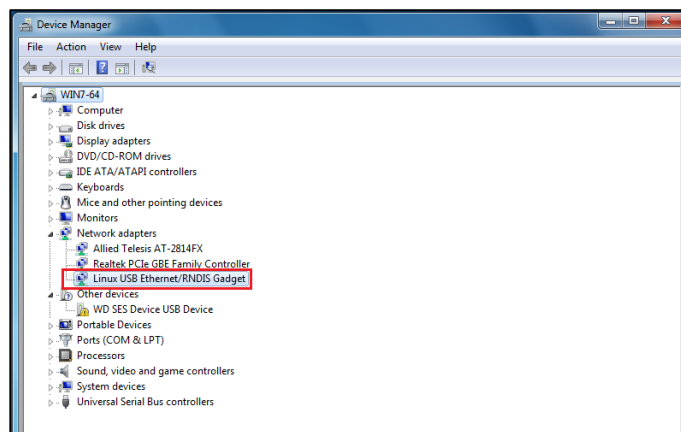 Device Manager
File Action View Help
WIN7-64
Computer
Disk drives
Display adapters
DVD/CD-ROM drives
IDE ATA/ATAPI controllers
Keyboards
Mice and other pointing devices
Monitors
Network adapters
Allied Telesis AT-2814FX
Realtek PCIe GBE Family Controller
Linux USB Ethernet/RNDIS Gadget
Other devices
WD SES Device USB Device
Portable Devices
Ports (COM & LPT)
Processors
Sound, video and game controllers
System devices
Universal Serial Bus controllers